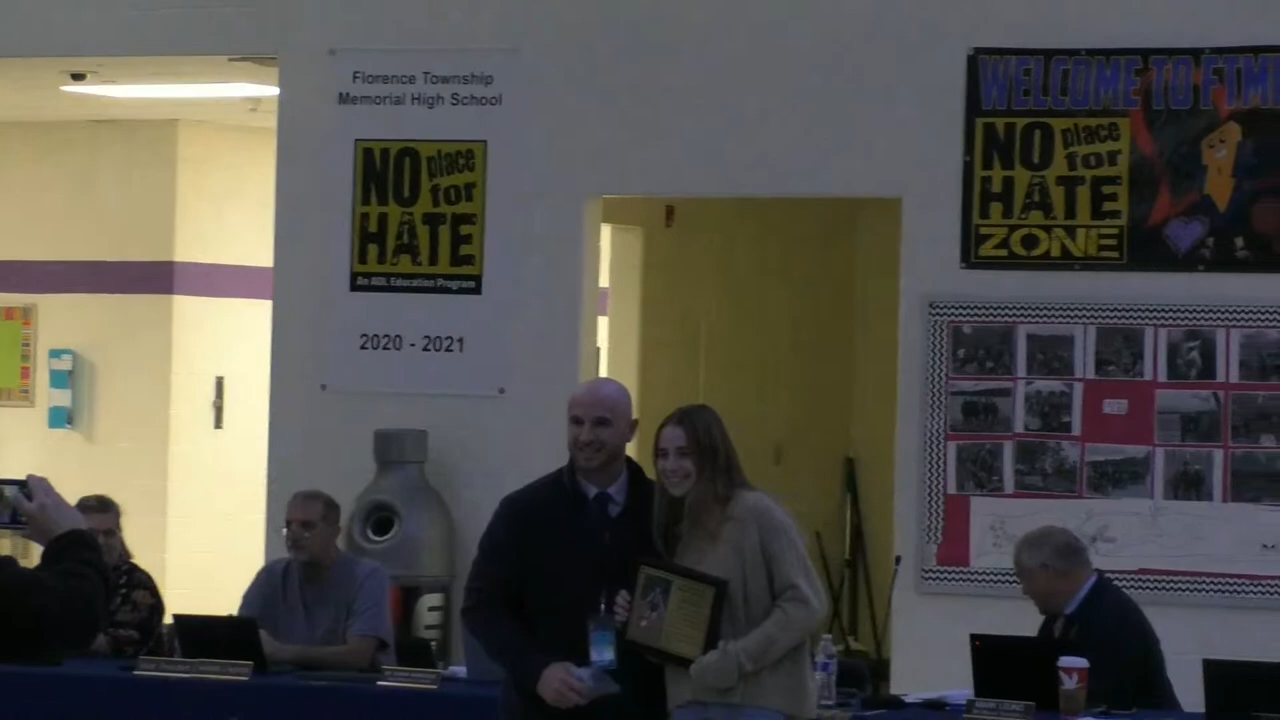 Florence Township
Memorial High School
NO place
for
HATE
An ADL Education Program
2020 - 2021
WELCOME TO FTM
NO place
for
HATE
ZONE